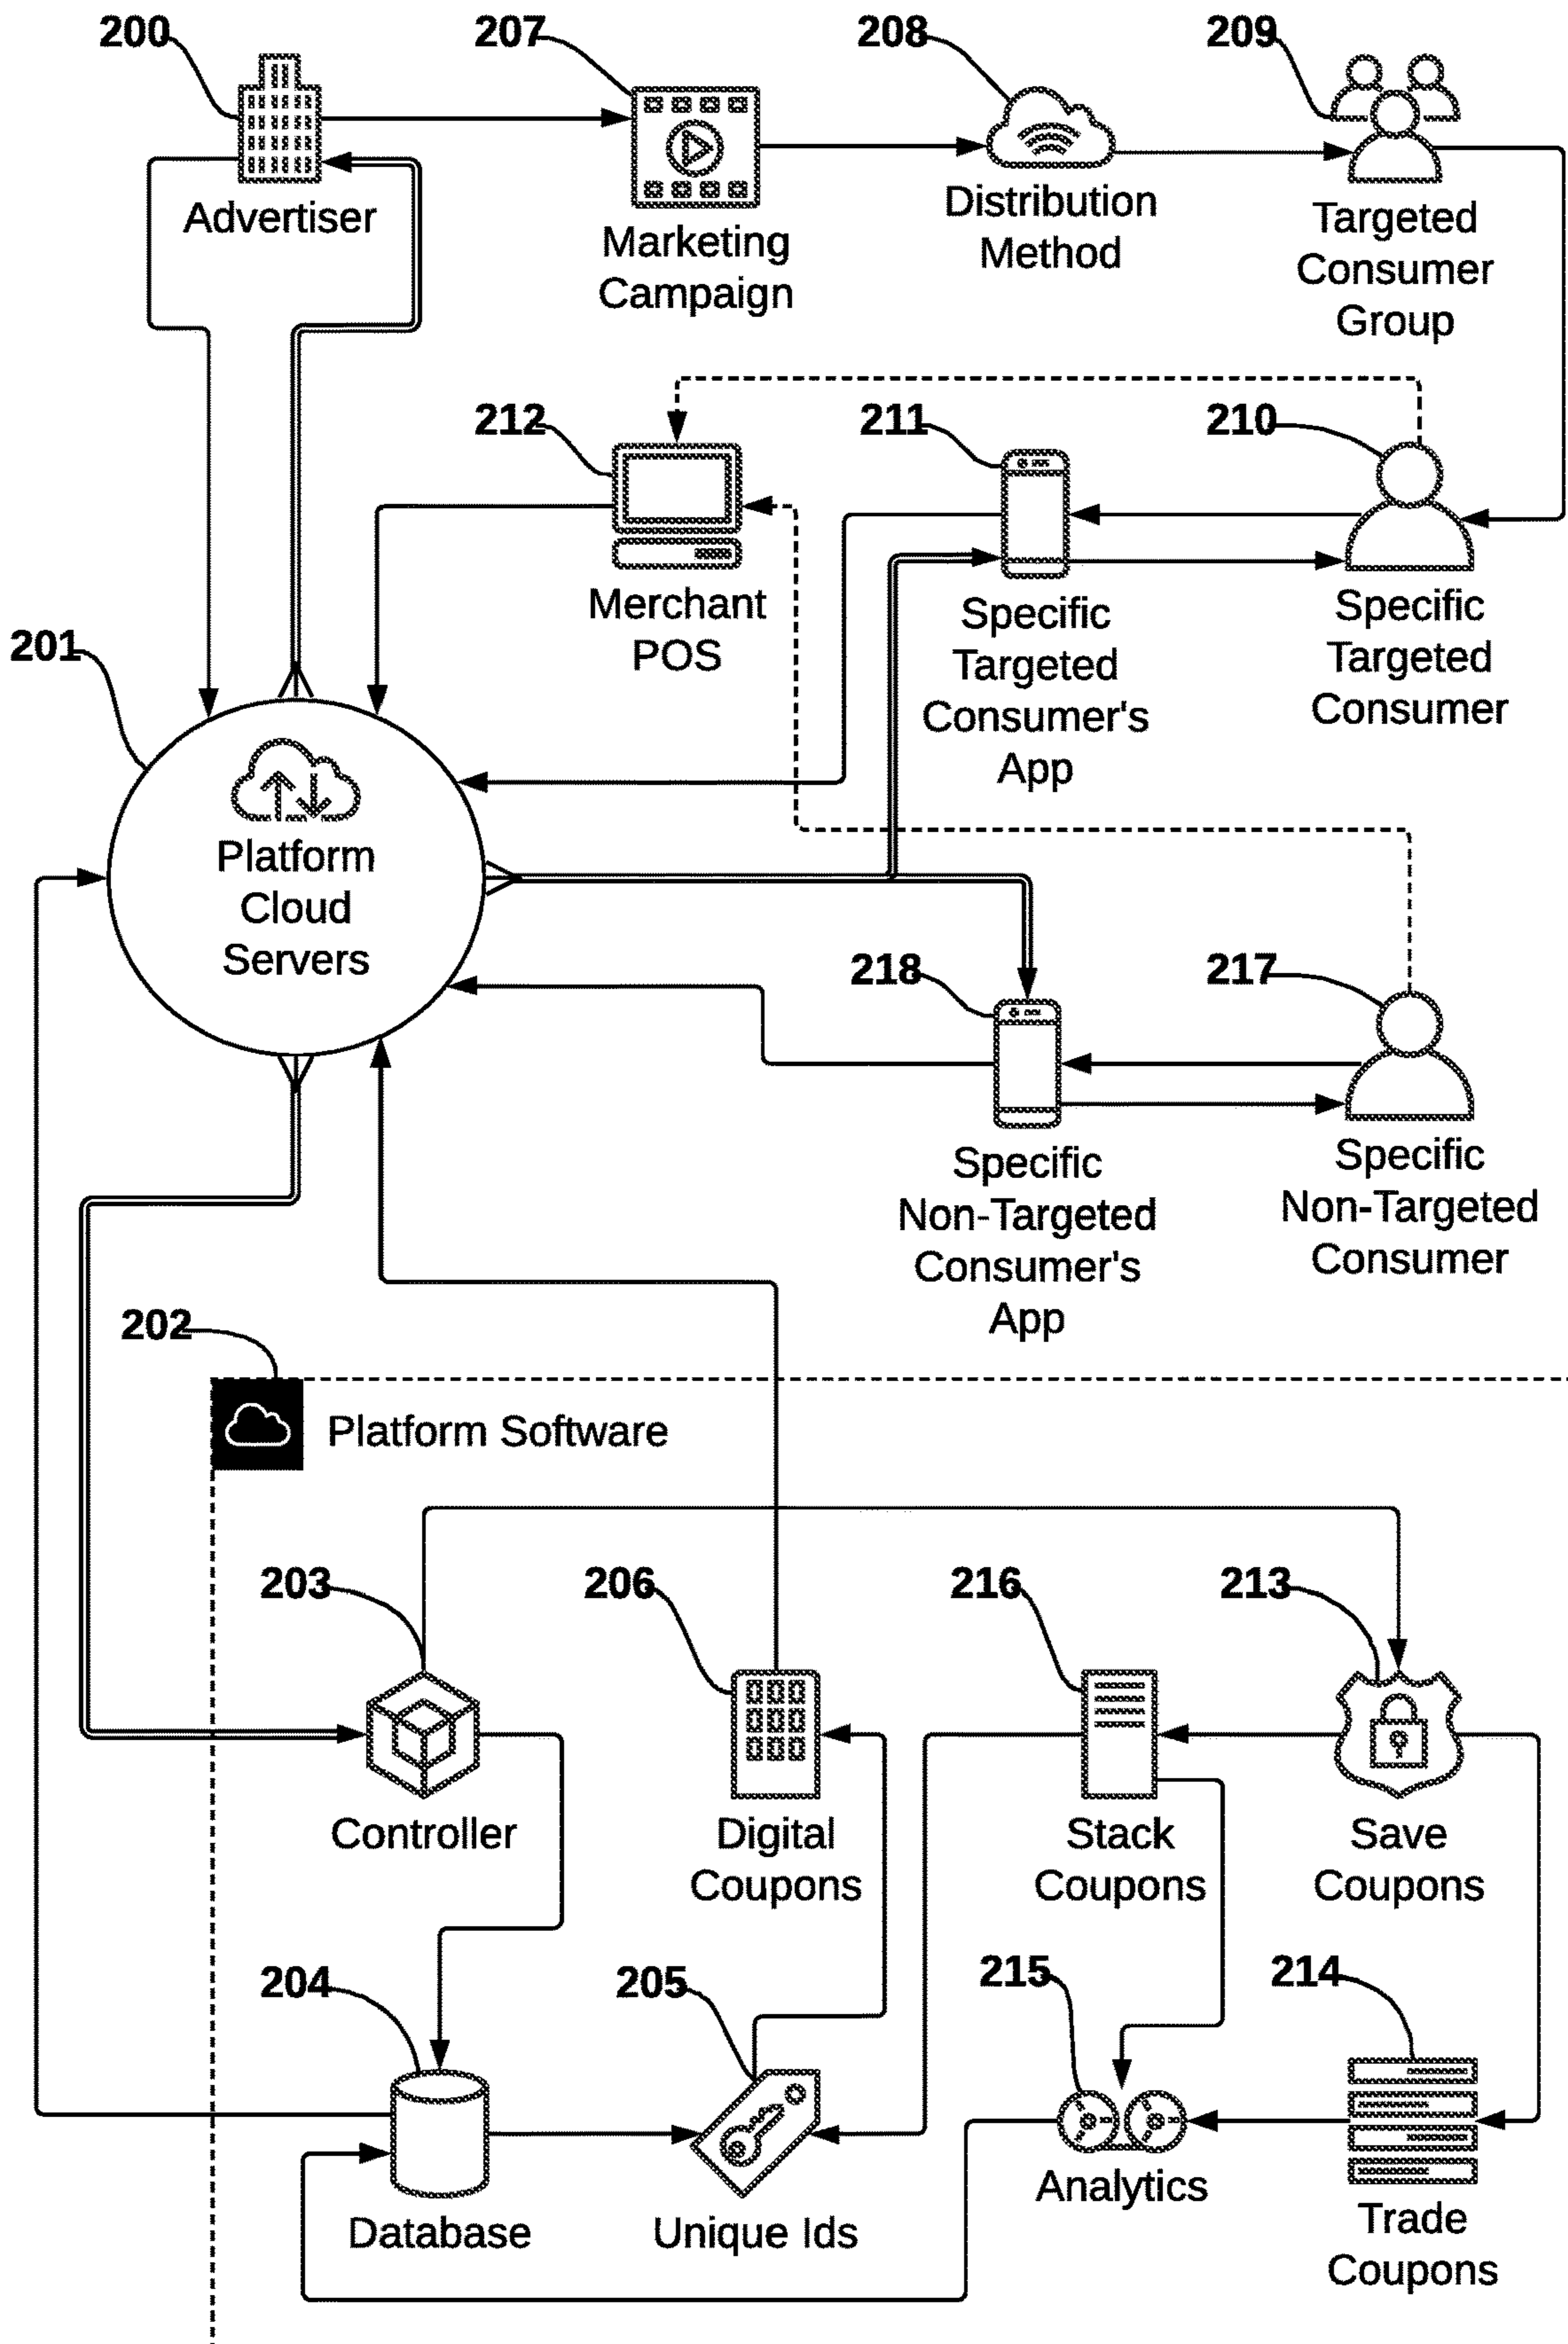 200
207
208
209
Advertiser
Marketing
Campaign
Distribution
Method
Targeted
Consumer
Group
212
211
210
Merchant
POS
Specific
Targeted
Consumer's
App
Specific
Targeted
Consumer
201
Platform
Cloud
Servers
218
217
Specific
Non-Targeted
Consumer's
App
Specific
Non-Targeted
Consumer
202
Platform Software
203
206
216
213
Controller
Digital
Coupons
Stack
Coupons
Save
Coupons
204
205
215
214
Database
Unique Ids
Analytics
Trade
Coupons